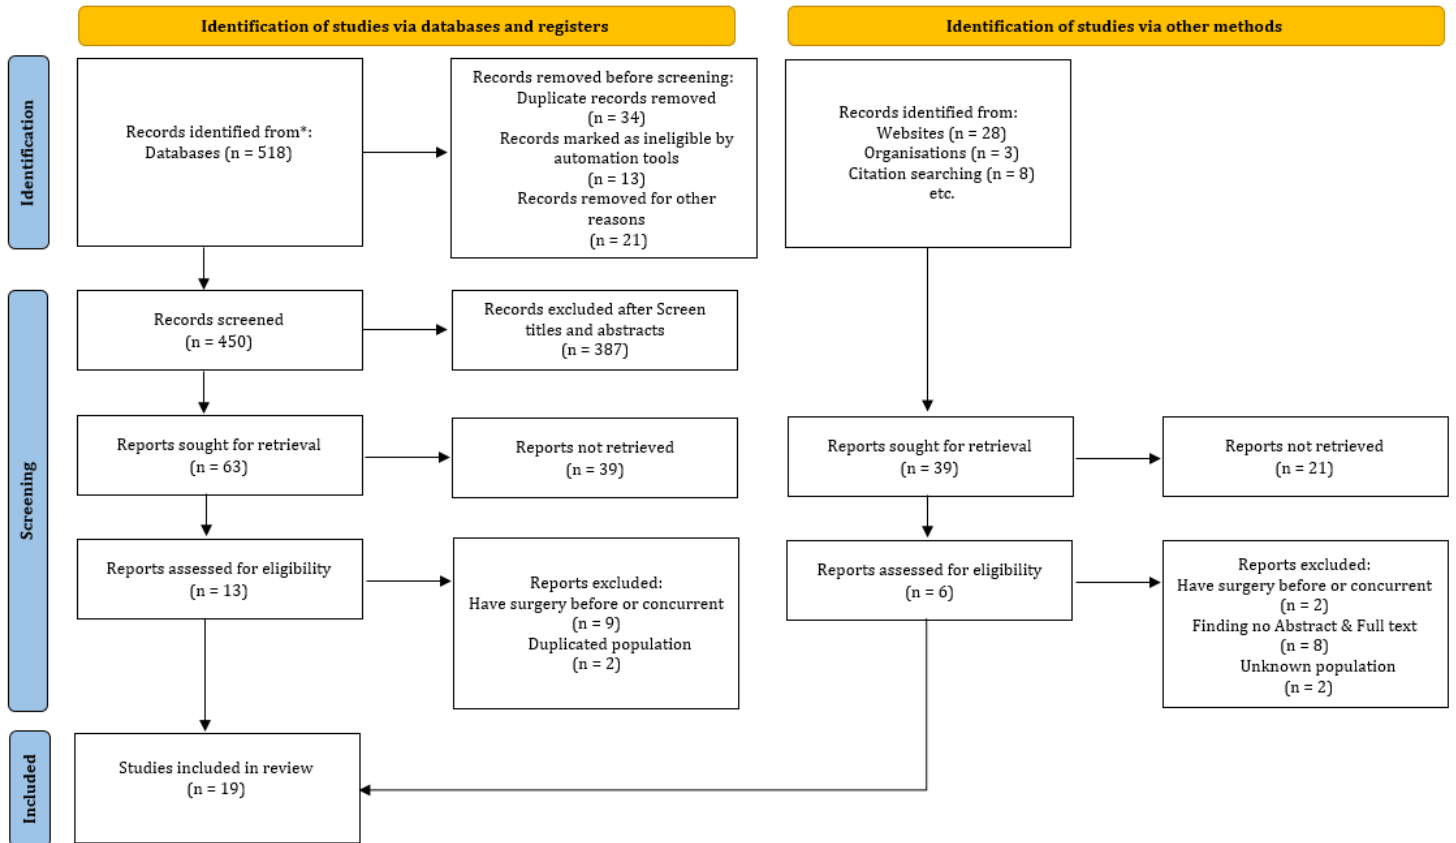 Identification of studies via databases and registers
Identification of studies via other methods
Identification
Records identified from*:
Databases (n = 518)
Records removed before screening:
Duplicate records removed
(n = 34)
Records marked as ineligible by
automation tools
(n = 13)
Records removed for other
reasons
(n = 21)
Records identified from:
Websites (n = 28)
Organisations (n = 3)
Citation searching (n = 8)
etc.
Screening
Records screened
(n = 450)
Records excluded after Screen
titles and abstracts
(n = 387)
Reports sought for retrieval
(n = 63)
Reports not retrieved
(n = 39)
Reports sought for retrieval
(n = 39)
Reports not retrieved
(n = 21)
Reports assessed for eligibility
(n = 13)
Reports excluded:
Have surgery before or concurrent
(n = 9)
Duplicated population
(n = 2)
Reports assessed for eligibility
(n = 6)
Reports excluded:
Have surgery before or concurrent
(n = 2)
Finding no Abstract & Full text
(n = 8)
Unknown population
(n = 2)
Included
Studies included in review
(n = 19)